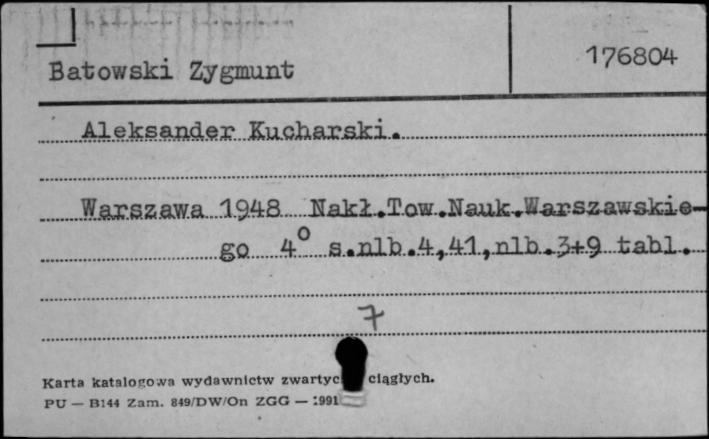 176804
Batowski Zygmunt
Aleksander Kucharski.
Warszawa 1948 Nakł.Tow.Nauk.Warszawskie-
go 4° s.nlb.4,41,nlb.3+9 tabl.
7
Karta katalogowa wydawnictw zwartyc ciągłych.
PU — B144 Zam. 849/DW/On ZGG — 1991